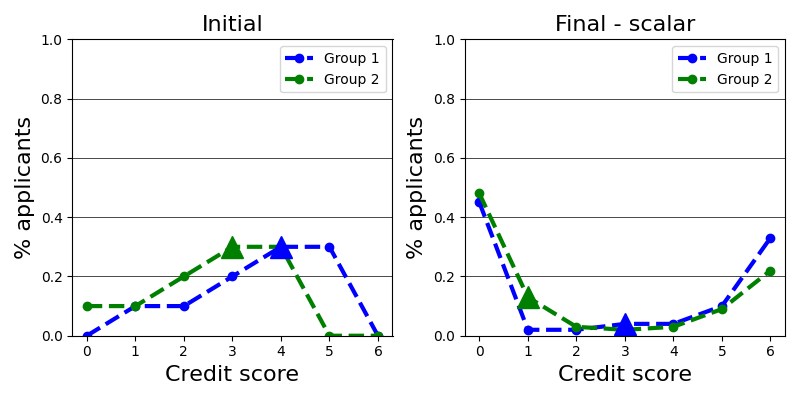 Initial
% applicants
1.0
0.8
0.6
0.4
0.2
0.0
Group 1
Group 2
0 1 2 3 4 5 6
Credit score
Final - scalar
% applicants
1.0
0.8
0.6
0.4
0.2
0.0
Group 1
Group 2
0 1 2 3 4 5 6
Credit score